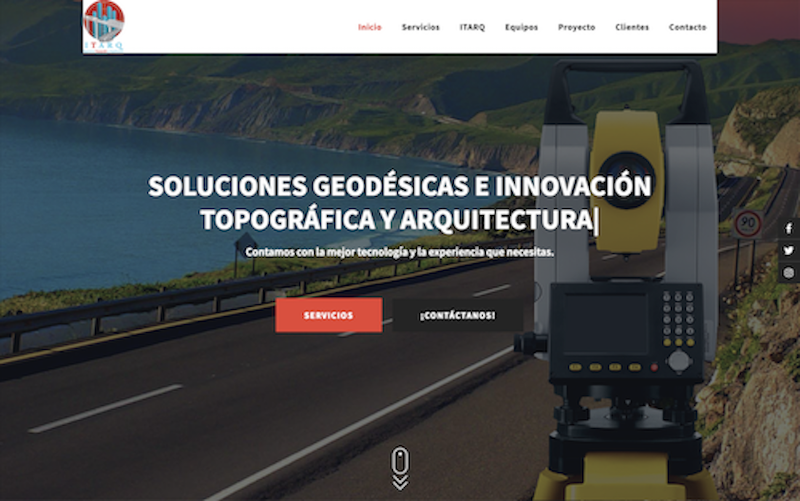 ITARQ
Inicio Servicios ITARQ Equipos Proyecto Clientes Contacto
SOLUCIONES GEODÉSICAS E INNOVACIÓN
TOPOGRÁFICA Y ARQUITECTURA|
Contamos con la mejor tecnología y la experiencia que necesitas.
90
SERVICIOS ¡CONTÁCTANOS!